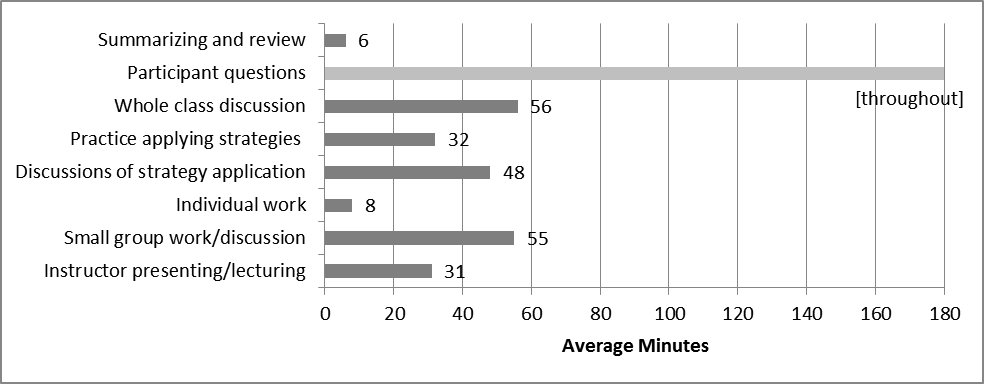 Summarizing and review 6
Participant questions
[throughout]
Whole class discussion 56
Practice applying strategies 32
Discussions of strategy application 48
Individual work 8
Small group work/discussion 55
Instructor presenting/lecturing 31
0 20 40 60 80 100 120 140 160 180
Average Minutes